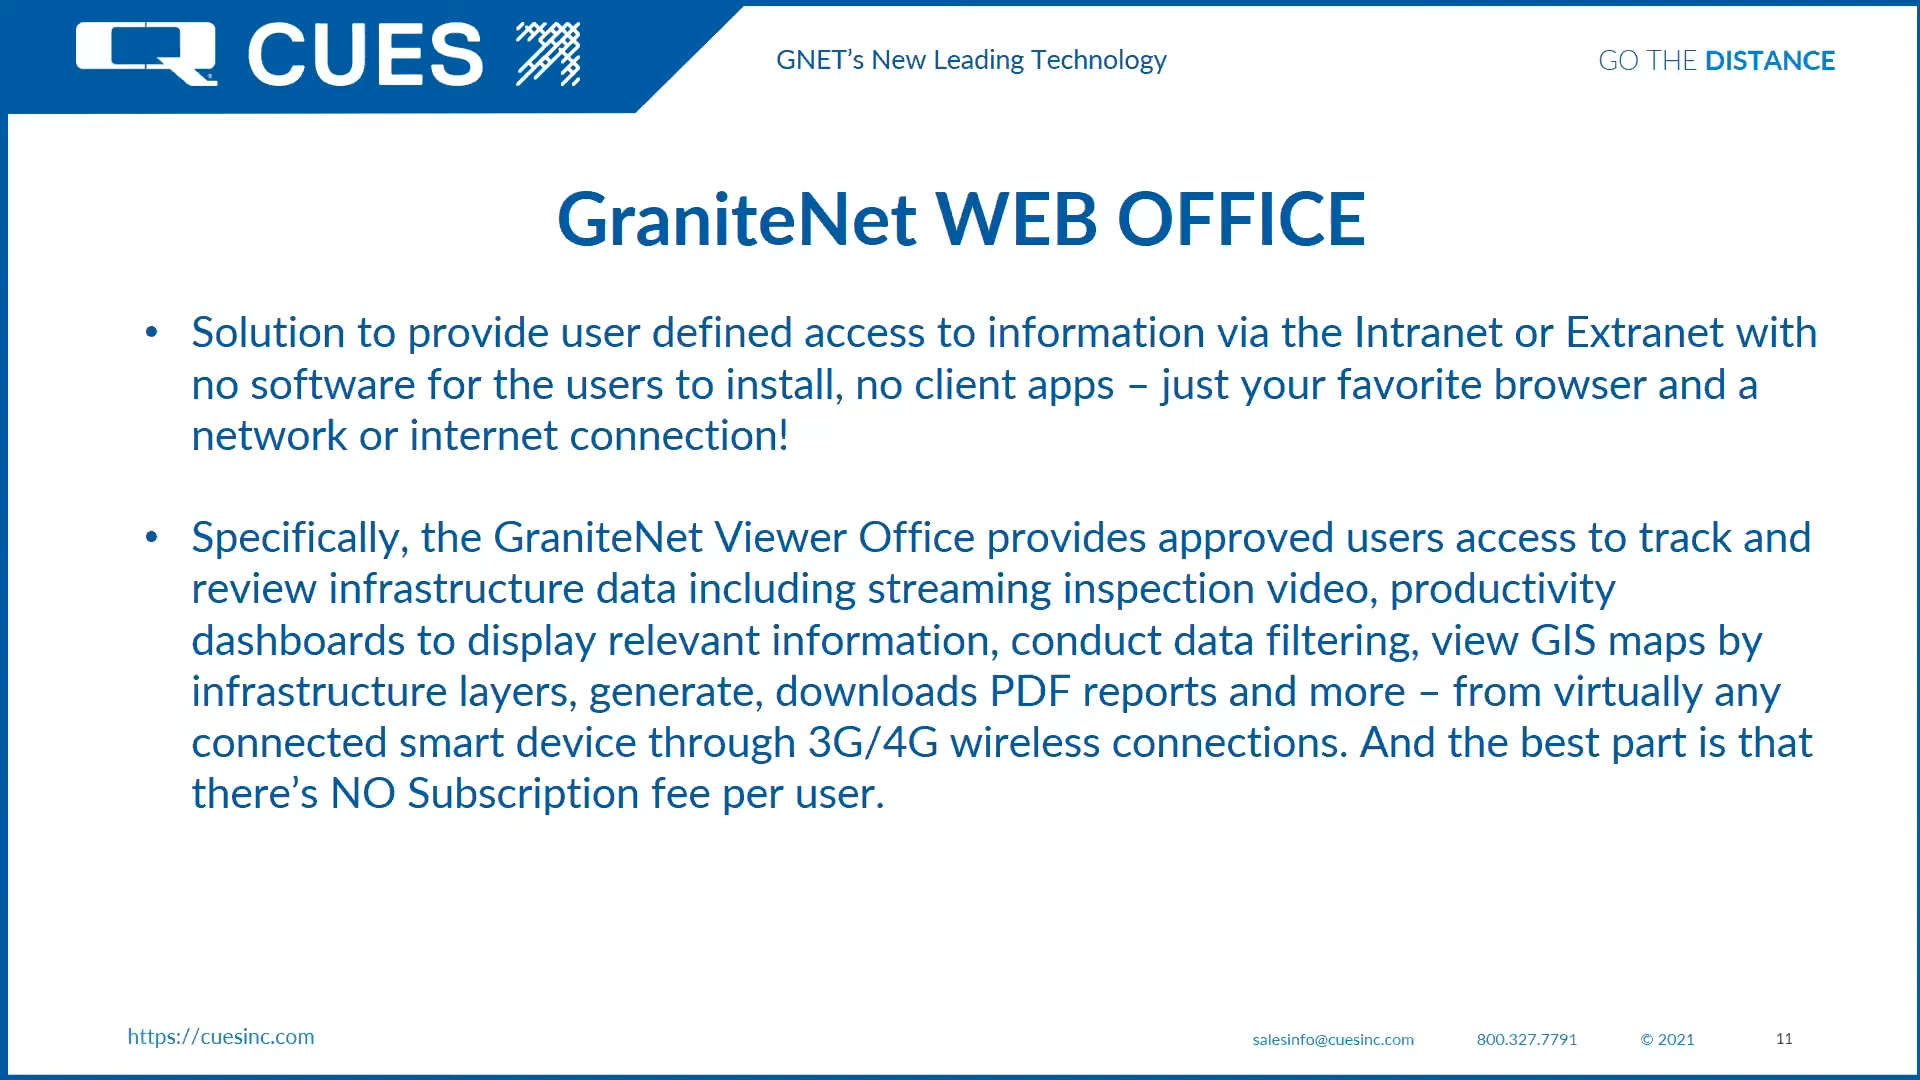 CUES
GNET’s New Leading Technology
GO THE DISTANCE
GraniteNet WEB OFFICE
• Solution to provide user defined access to information via the Intranet or Extranet with
no software for the users to install, no client apps – just your favorite browser and a
network or internet connection!
• Specifically, the GraniteNet Viewer Office provides approved users access to track and
review infrastructure data including streaming inspection video, productivity
dashboards to display relevant information, conduct data filtering, view GIS maps by
infrastructure layers, generate, downloads PDF reports and more – from virtually any
connected smart device through 3G/4G wireless connections. And the best part is that
there’s NO Subscription fee per user.
https://cuesinc.com
salesinfo@cuesinc.com 800.327.7791 © 2021 11